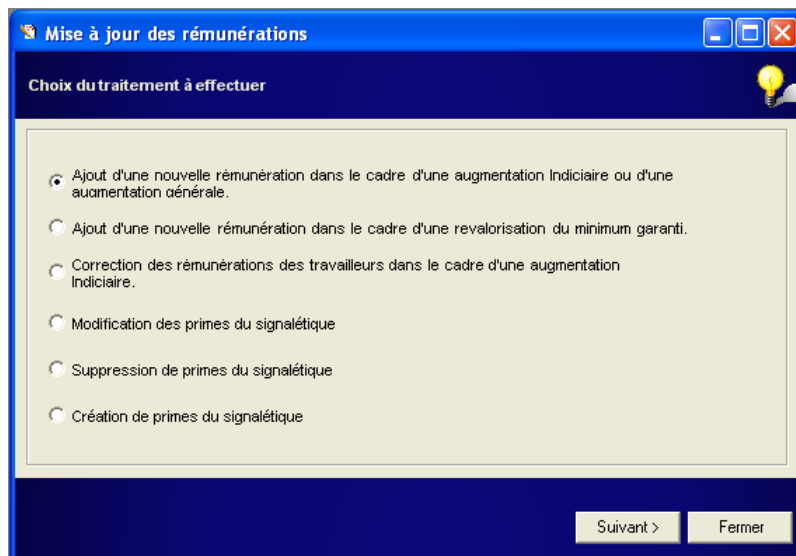 Mise à jour des rémunérations
Choix du traitement à effectuer
Ajout d'une nouvelle rémunération dans le cadre d'une augmentation Indiciaire ou d'une
augmentation générale.
Ajout d'une nouvelle rémunération dans le cadre d'une revalorisation du minimum garanti.
Correction des rémunérations des travailleurs dans le cadre d'une augmentation
Indiciaire.
Modification des primes du signalétique
Suppression de primes du signalétique
Création de primes du signalétique
Suivant >
Fermer